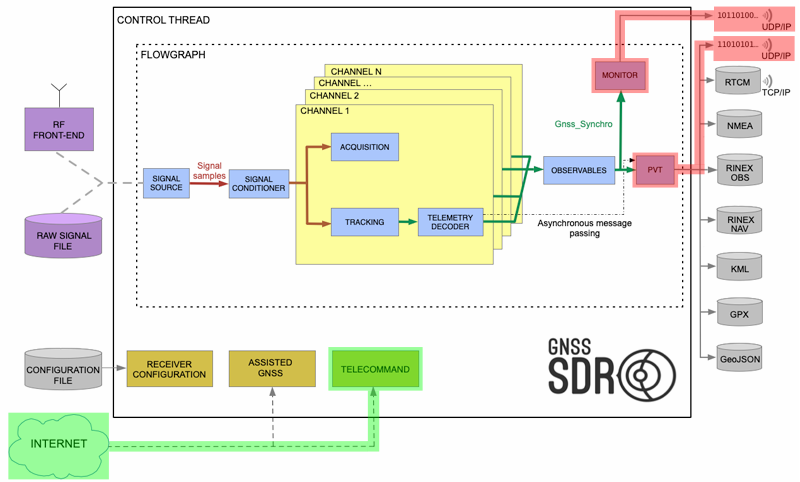 CONTROL THREAD
10110100..
UDP/IP
11010101..
UDP/IP
FLOWGRAPH
CHANNEL N
CHANNEL ...
CHANNEL 2
CHANNEL 1
MONITOR
RTCM
TCP/IP
RF
FRONT-END
Gnss_Synchro
NMEA
ACQUISITION
Signal
samples
SIGNAL
SOURCE
SIGNAL
CONDITIONER
OBSERVABLES
PVT
RINEX
OBS
TRACKING
TELEMETRY
DECODER
Asynchronous message
passing
RINEX
NAV
RAW SIGNAL
FILE
KML
GPX
GNSS
SDR
CONFIGURATION
FILE
RECEIVER
CONFIGURATION
ASSISTED
GNSS
TELECOMMAND
GeoJSON
INTERNET